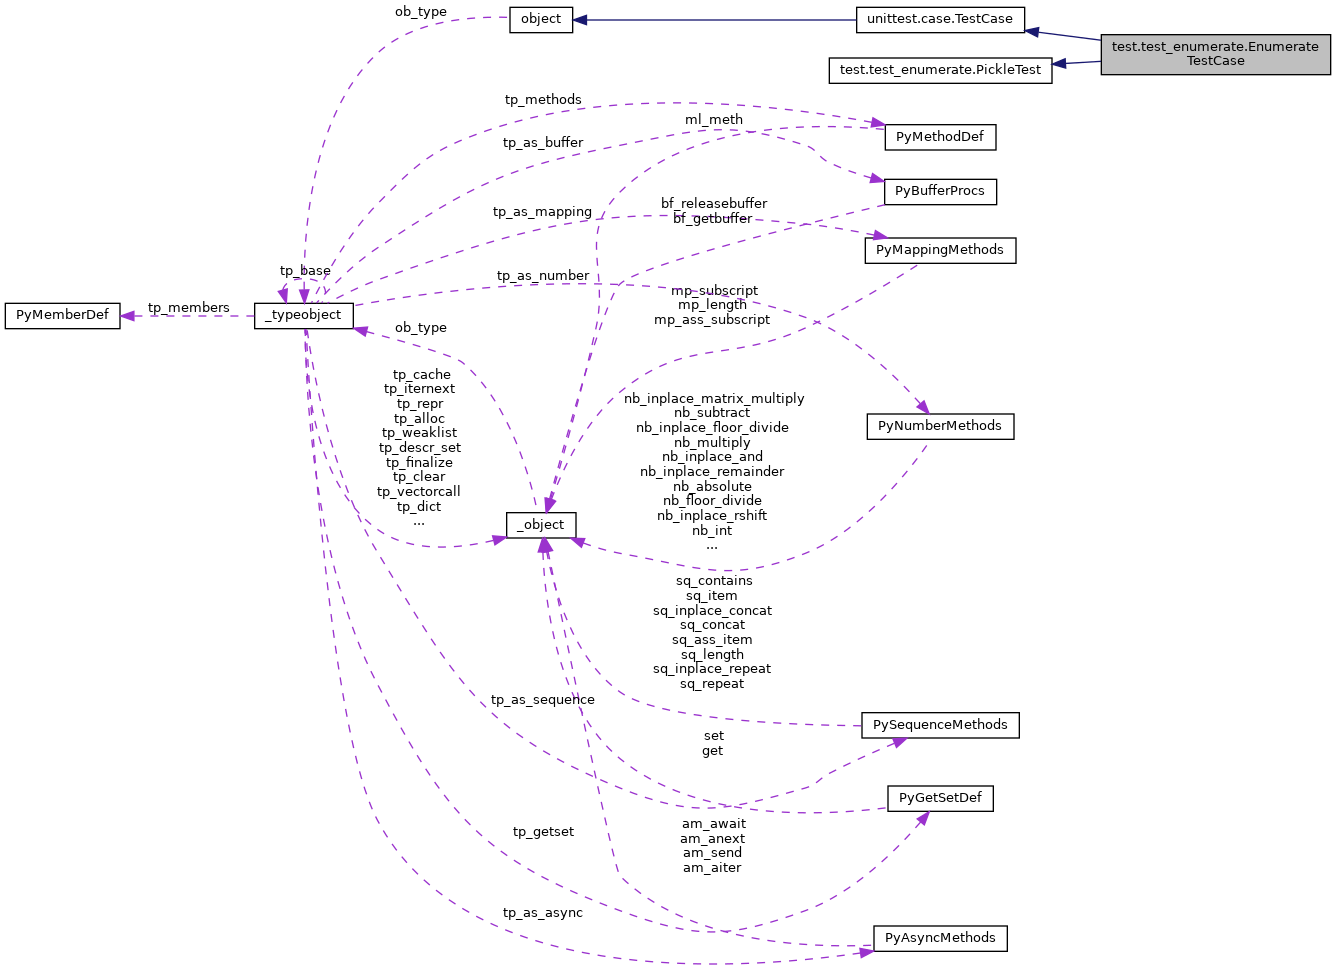 ob_type
object
unittest.case.TestCase
test.test_enumerate.Enumerate
TestCase
test.test_enumerate.PickleTest
tp_methods
ml_meth
PyMethodDef
tp_as_buffer
PyBufferProcs
tp_as_mapping
bf_releasebuffer
bf_getbuffer
PyMappingMethods
tp_base
tp_as_number
mp_subscript
mp_length
mp_ass_subscript
PyMemberDef
tp_members
_typeobject
ob_type
tp_cache
tp_iternext
tp_repr
tp_alloc
tp_weaklist
tp_descr_set
tp_finalize
tp_clear
tp_vectorcall
tp_dict
...
nb_inplace_matrix_multiply
nb_subtract
nb_inplace_floor_divide
nb_multiply
nb_inplace_and
nb_inplace_remainder
nb_absolute
nb_floor_divide
nb_inplace_rshift
nb_int
...
PyNumberMethods
_object
sq_contains
sq_item
sq_inplace_concat
sq_concat
sq_ass_item
sq_length
sq_inplace_repeat
sq_repeat
tp_as_sequence
PySequenceMethods
set
get
PyGetSetDef
tp_getset
am_await
am_anext
am_send
am_aiter
tp_as_async
PyAsyncMethods